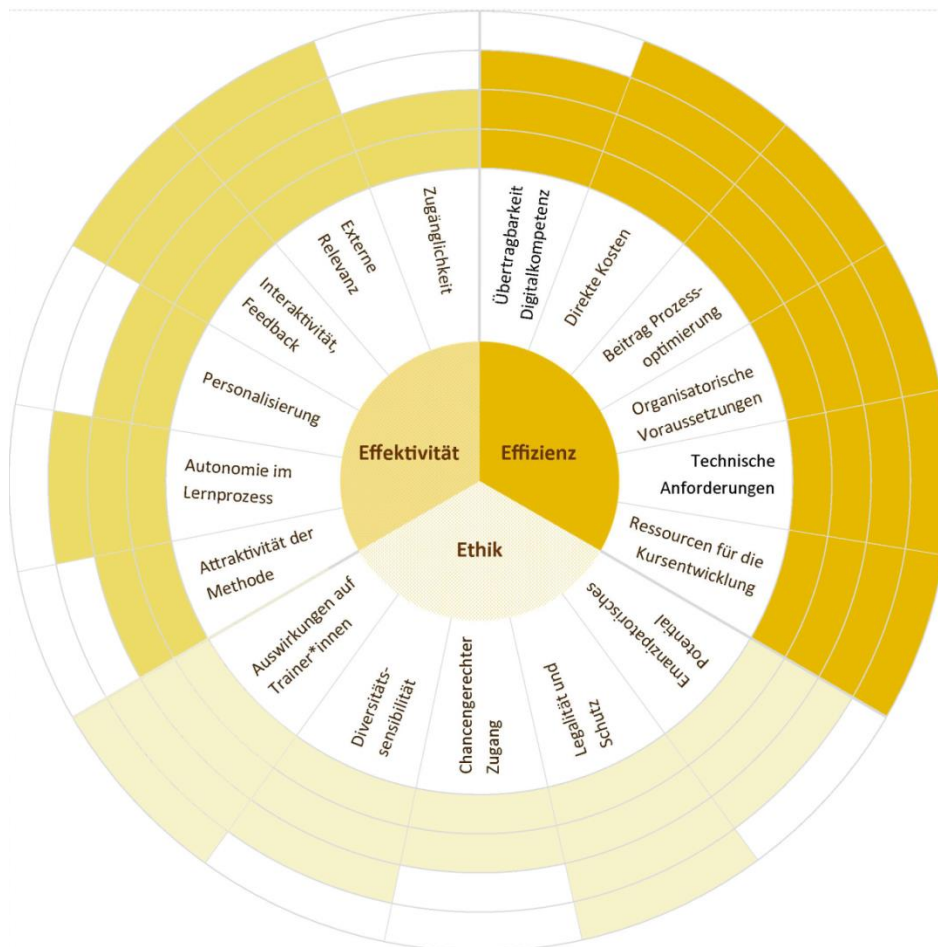 Zugänglichkeit
Externe
Relevanz
Interaktivität,
Feedback
Personalisierung
Autonomie im
Lernprozess
Attraktivität der
Methode
Übertragbarkeit
Digitalkompetenz
Direkte Kosten
Beitrag Prozess-
optimierung
Organisatorische
Voraussetzungen
Technische
Anforderungen
Ressourcen für die
Kursentwicklung
Effektivität
Effizienz
Ethik
Auswirkungen auf
Trainer*innen
Diversitäts-
sensibilität
Chancengerechter
Zugang
Legalität und
Schutz
Emanzipatorisches
Potential